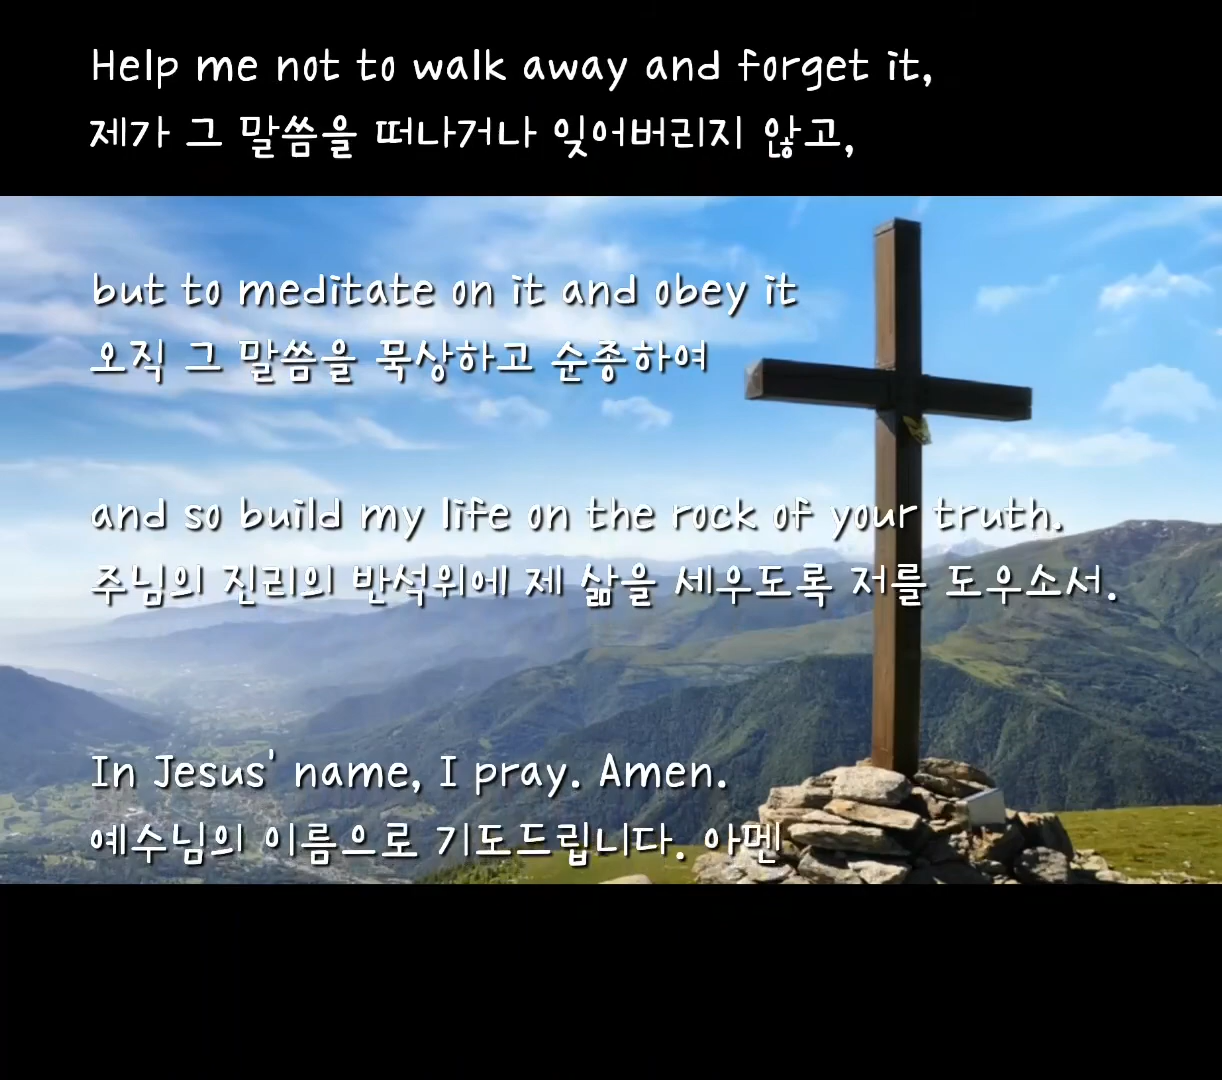 Help me not to walk away and forget it,
제가 그 말씀을 떠나거나 잊어버리지 않고,
but to meditate on it and obey it
오직 그 말씀을 묵상하고 순종하여
and so build my life on the rock of your truth.
주님의 진리의 반석위에 제 삶을 세우도록 저를 도우소서.
In Jesus' name, I pray. Amen.
예수님의 이름으로 기도드립니다. 아멘